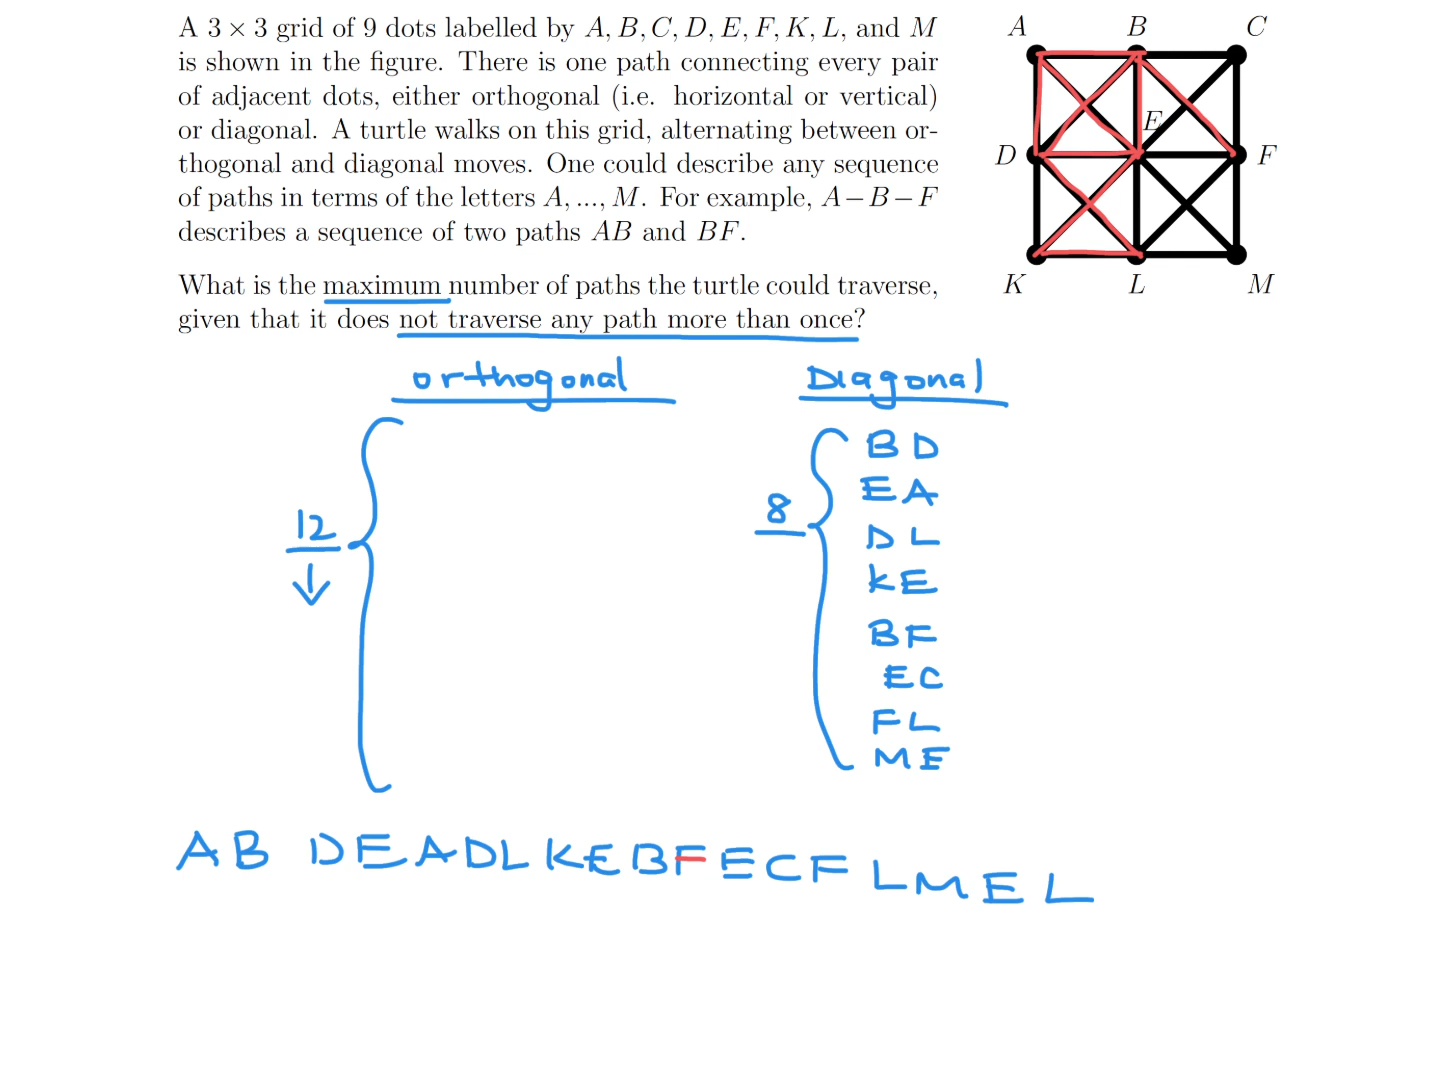 A 3 × 3 grid of 9 dots labelled by A, B, C, D, E, F, K, L, and M
is shown in the figure. There is one path connecting every pair
of adjacent dots, either orthogonal (i.e. horizontal or vertical)
or diagonal. A turtle walks on this grid, alternating between or-
thogonal and diagonal moves. One could describe any sequence
of paths in terms of the letters A, ..., M. For example, A – B – F
describes a sequence of two paths AB and BF.
What is the maximum number of paths the turtle could traverse,
given that it does not traverse any path more than once?
A B C
E
D F
K L M
orthogonal Diagonal
12
8
BD
EA
DL
KE
BF
EC
FL
ME
AB DEADLKEBFECFLMEL